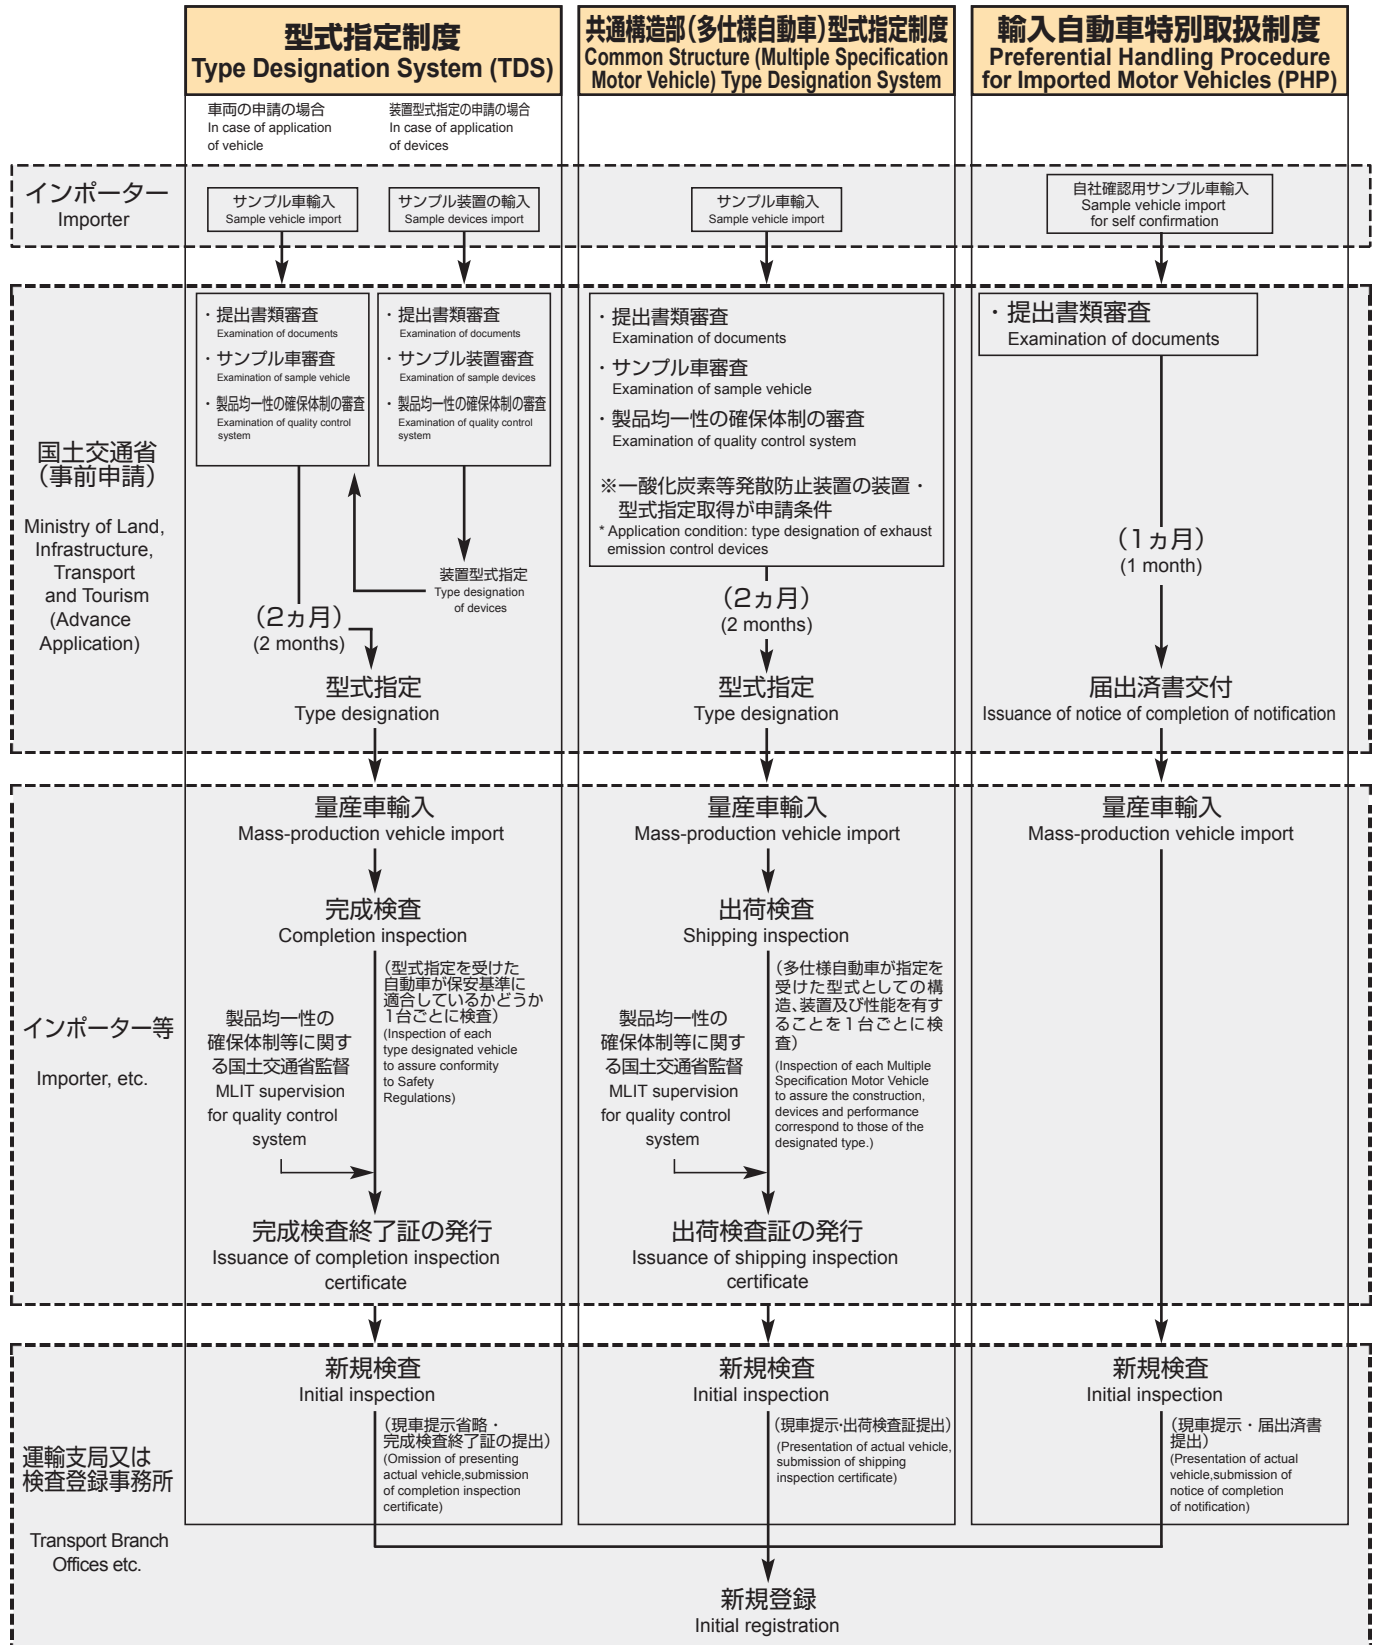 型式指定制度
Type Designation System (TDS)
共通構造部(多仕様自動車)型式指定制度
Common Structure (Multiple Specification
Motor Vehicle) Type Designation System
輸入自動車特別取扱制度
Preferential Handling Procedure
for Imported Motor Vehicles (PHP)
車両の申請の場合
In case of application
of vehicle
装置型式指定の申請の場合
In case of application
of devices
インポーター
Importer
サンプル車輸入
Sample vehicle import
サンプル装置の輸入
Sample devices import
サンプル車輸入
Sample vehicle import
自社確認用サンプル車輸入
Sample vehicle import
for self confirmation
国土交通省
(事前申請)
Ministry of Land,
Infrastructure,
Transport
and Tourism
(Advance
Application)
・提出書類審査
Examination of documents
・サンプル車審査
Examination of sample vehicle
・製品均一性の確保体制の審査
Examination of quality control
system
・提出書類審査
Examination of documents
・サンプル装置審査
Examination of sample devices
・製品均一性の確保体制の審査
Examination of quality control
system
装置型式指定
Type designation
of devices
(2ヵ月)
(2 months)
型式指定
Type designation
・提出書類審査
Examination of documents
・サンプル車審査
Examination of sample vehicle
・製品均一性の確保体制の審査
Examination of quality control system
※一酸化炭素等発散防止装置の装置・
型式指定取得が申請条件
* Application condition: type designation of exhaust
emission control devices
(2ヵ月)
(2 months)
型式指定
Type designation
・提出書類審査
Examination of documents
(1ヵ月)
(1 month)
届出済書交付
Issuance of notice of completion of notification
インポーター等
Importer, etc.
量産車輸入
Mass-production vehicle import
完成検査
Completion inspection
(型式指定を受けた
自動車が保安基準に
適合しているかどうか
1台ごとに検査)
(Inspection of each
type designated vehicle
to assure conformity
to Safety
Regulations)
製品均一性の
確保体制等に関す
る国土交通省監督
MLIT supervision
for quality control
system
完成検査終了証の発行
Issuance of completion inspection
certificate
量産車輸入
Mass-production vehicle import
出荷検査
Shipping inspection
(多仕様自動車が指定を
受けた型式としての構
造、装置及び性能を有す
ることを1台ごとに検
査)
(Inspection of each Multiple
Specification Motor Vehicle
to assure the construction,
devices and performance
correspond to those of the
designated type.)
製品均一性の
確保体制等に関す
る国土交通省監督
MLIT supervision
for quality control
system
出荷検査証の発行
Issuance of shipping inspection
certificate
量産車輸入
Mass-production vehicle import
運輸支局又は
検査登録事務所
Transport Branch
Offices etc.
新規検査
Initial inspection
(現車提示省略・
完成検査終了証の提出)
(Omission of presenting
actual vehicle,submission
of completion inspection
certificate)
新規検査
Initial inspection
(現車提示・出荷検査証提出)
(Presentation of actual vehicle,
submission of shipping
inspection certificate)
新規検査
Initial inspection
(現車提示・届出済書
提出)
(Presentation of actual
vehicle,submission of
notice of completion
of notification)
新規登録
Initial registration